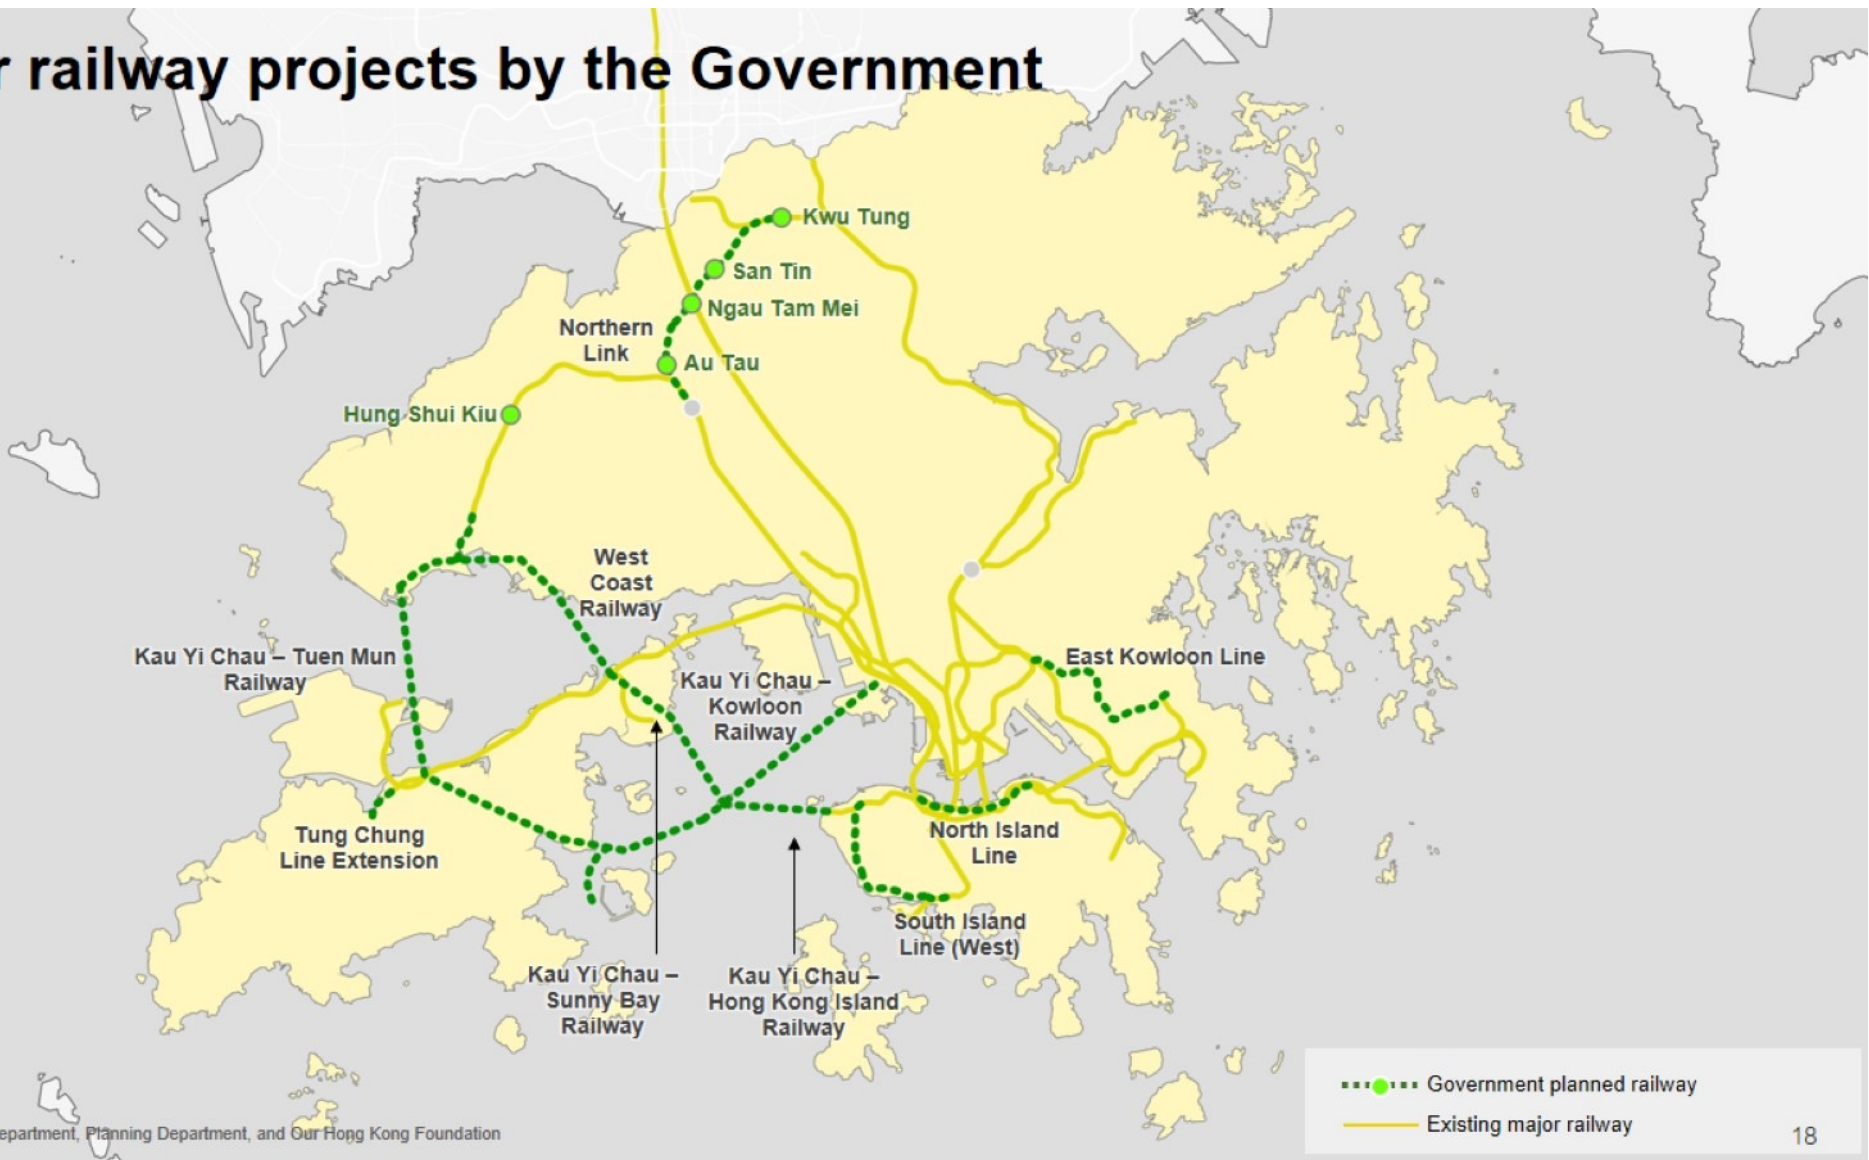 r railway projects by the Government
Kwu Tung
San Tin
Ngau Tam Mei
Northern
Link
Au Tau
Hung Shui Kiu
West
Coast
Railway
Kau Yi Chau – Tuen Mun
Railway
East Kowloon Line
Kau Yi Chau –
Kowloon
Railway
Tung Chung
Line Extension
North Island
Line
South Island
Line (West)
Kau Yi Chau –
Sunny Bay
Railway
Kau Yi Chau –
Hong Kong Island
Railway
Government planned railway
Existing major railway
epartment, Planning Department, and Our Hong Kong Foundation
18